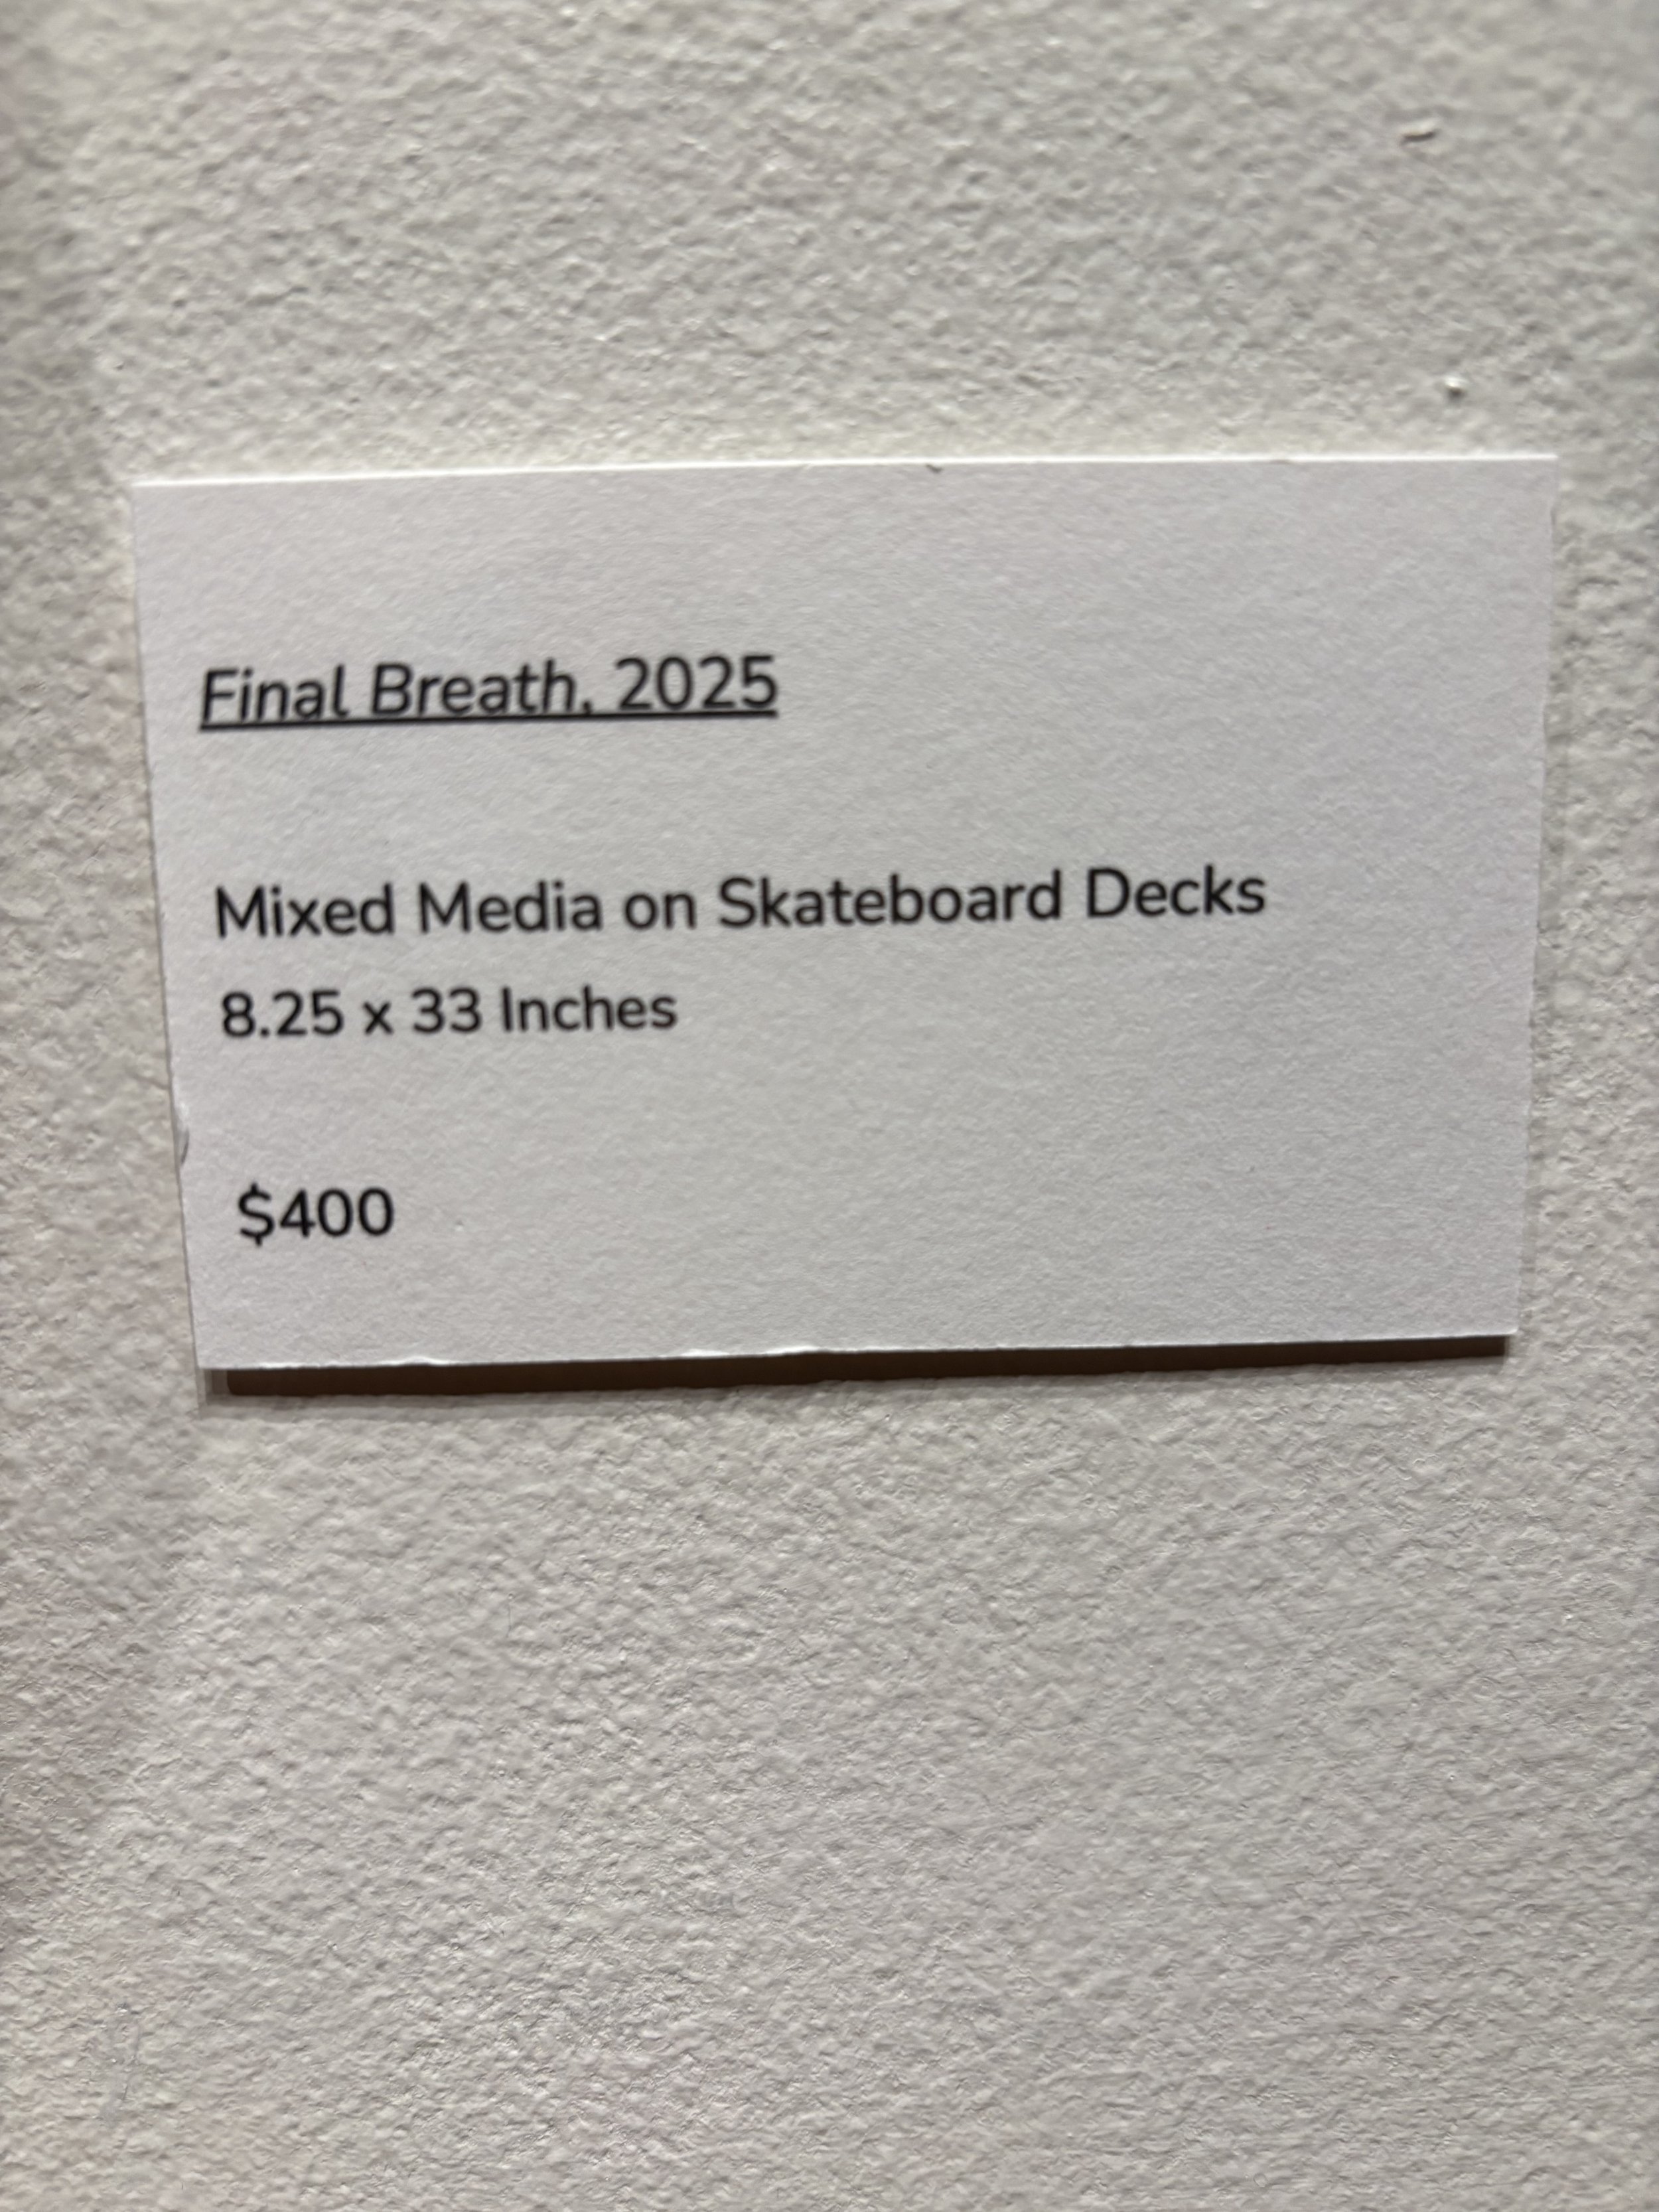 Final Breath, 2025
Mixed Media on Skateboard Decks
8.25 x 33 Inches
$400